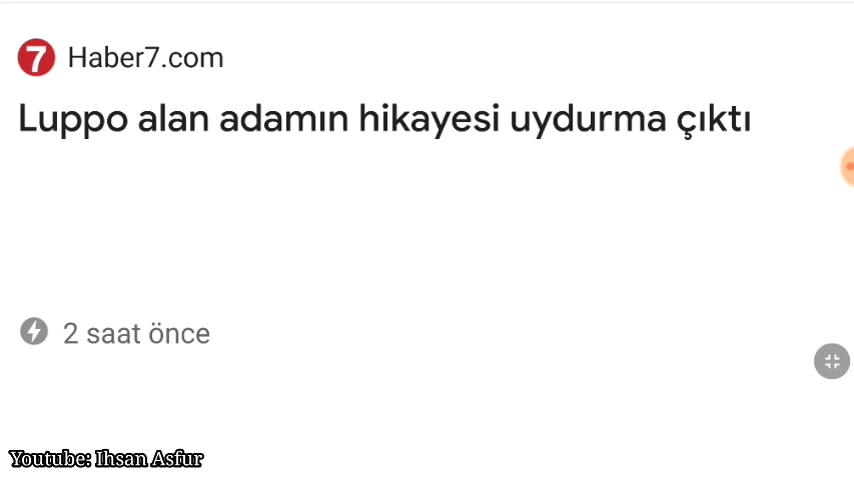 7 Haber7.com
Luppo alan adamın hikayesi uydurma çıktı
2 saat önce
Youtube: Ihsan Asfur